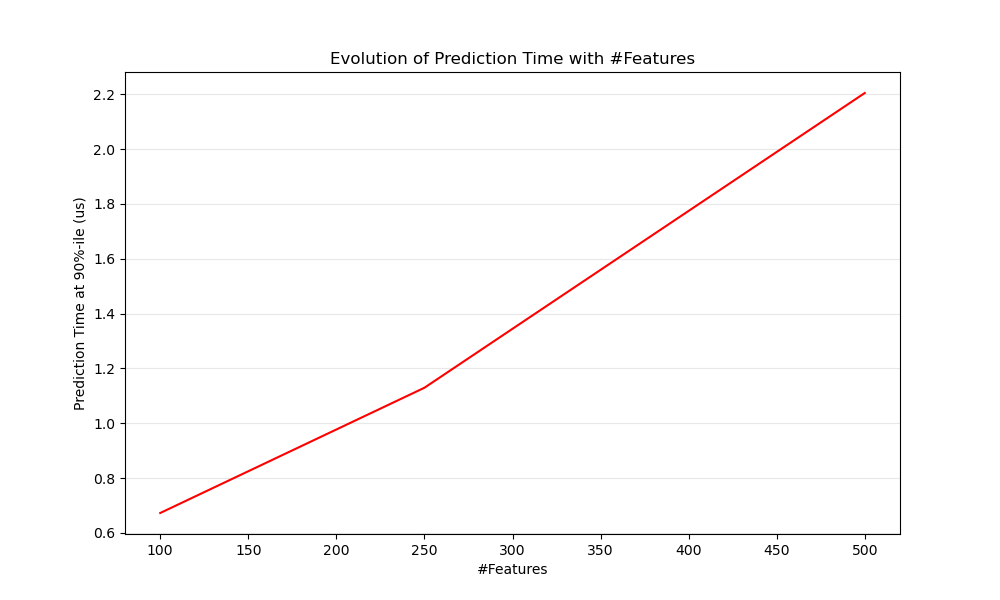 Evolution of Prediction Time with #Features
Prediction Time at 90%-ile (us)
2.2
2.0
1.8
1.6
1.4
1.2
1.0
0.8
0.6
100 150 200 250 300 350 400 450 500
#Features